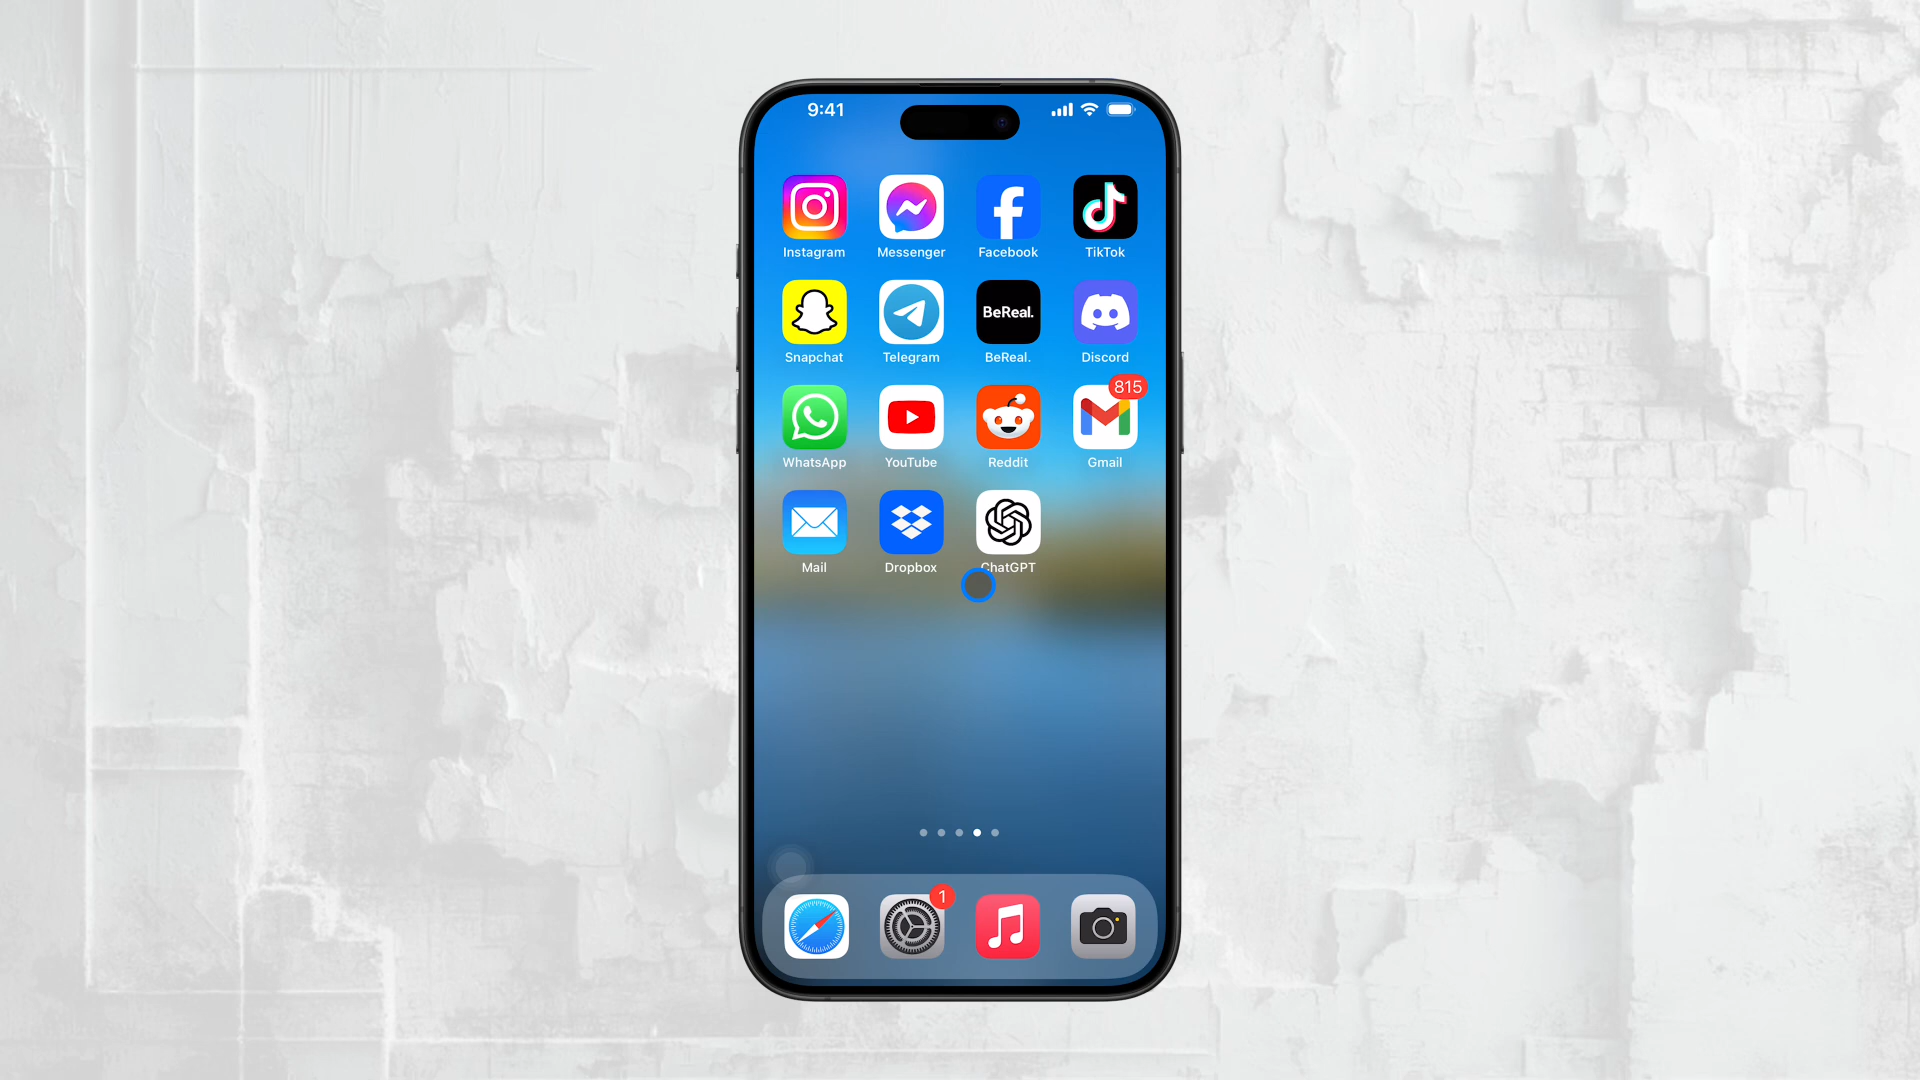 9:41
Instagram Messenger Facebook TikTok
BeReal.
Snapchat Telegram BeReal. Discord
815
WhatsApp YouTube Reddit Gmail
Mail Dropbox ChatGPT
1